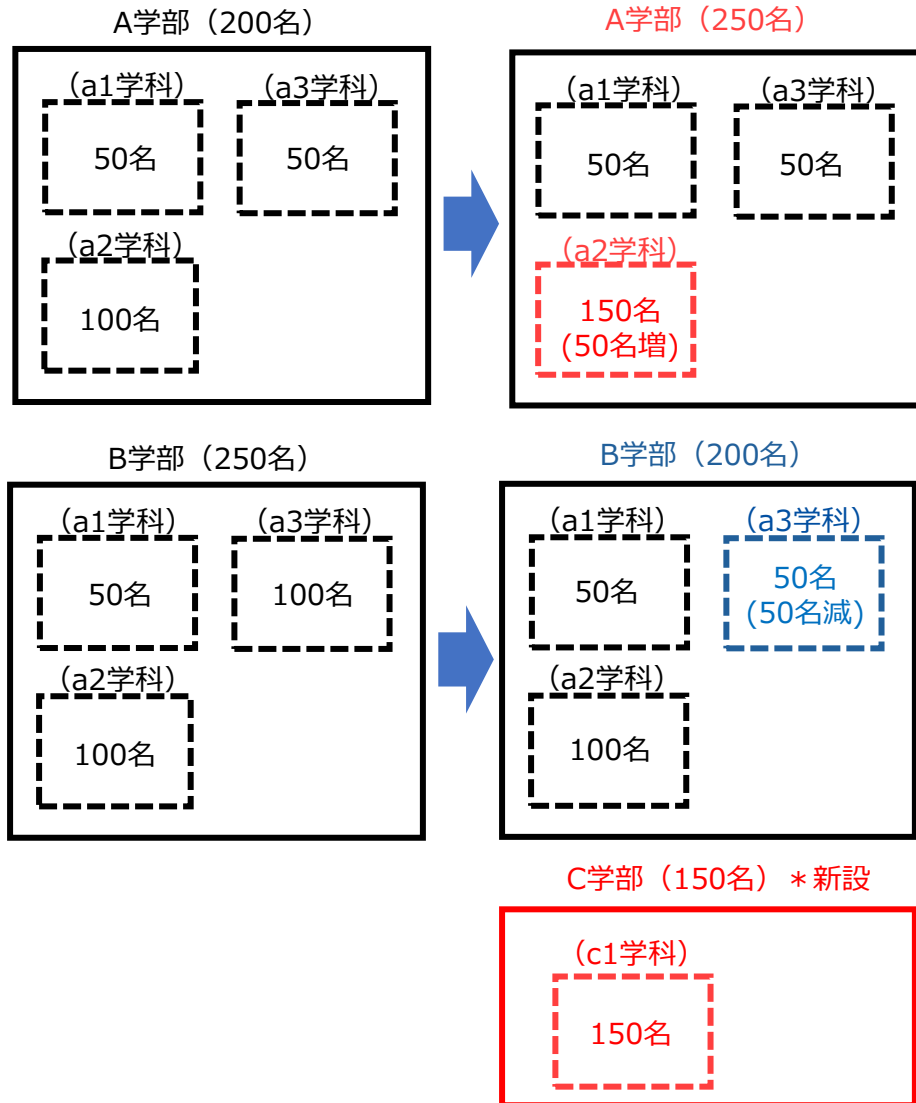 A学部（200名）
(a1学科)
(a3学科)
50名
50名
(a2学科)
100名
A学部（250名）
(a1学科)
(a3学科)
50名
50名
(a2学科)
150名
(50名増)
B学部（250名）
(a1学科)
(a3学科)
50名
100名
(a2学科)
100名
B学部（200名）
(a1学科)
(a3学科)
50名
50名
(50名減)
(a2学科)
100名
C学部（150名）＊新設
(c1学科)
150名